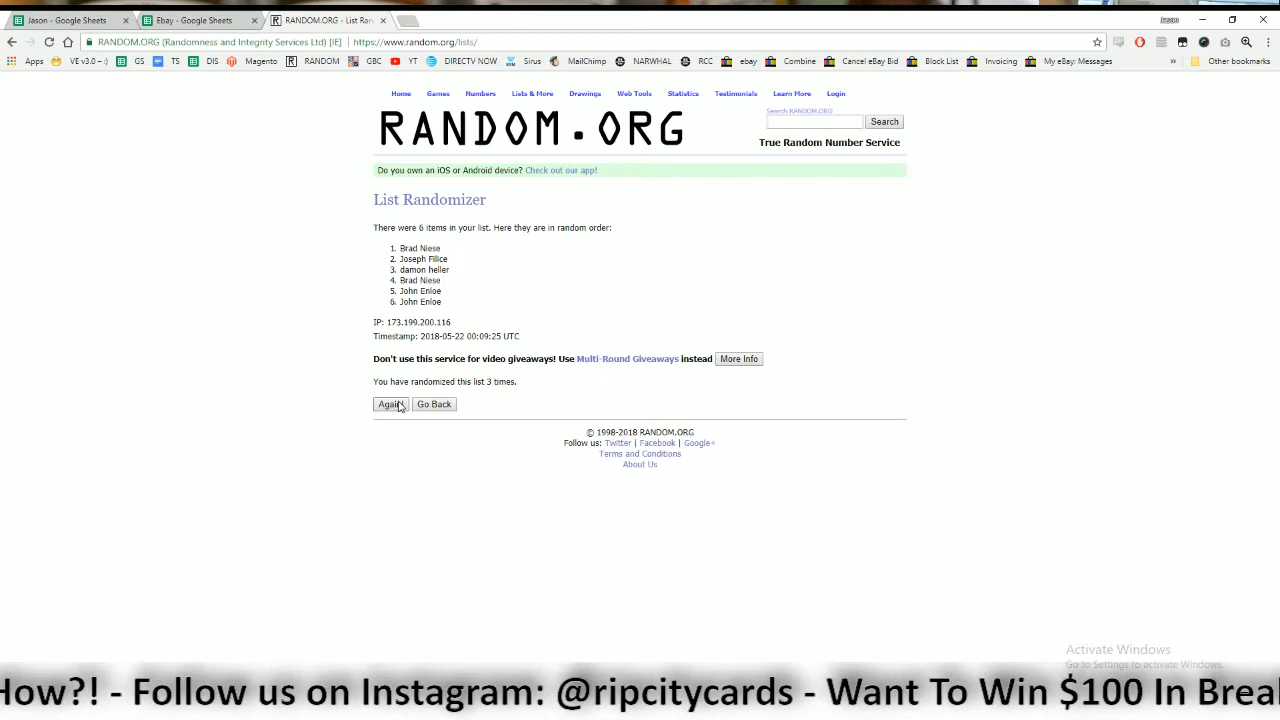 Jason - Google Sheets
Ebay - Google Sheets
RANDOM.ORG - List Ran
RANDOM.ORG (Randomness and Integrity Services Ltd) [IE]
https://www.random.org/lists/
Apps VE v3.0 – :) GS TS DIS Magento RANDOM GBC YT DIRECTV NOW Sirus MailChimp NARWHAL RCC ebay Combine Cancel eBay Bid Block List Invoicing My eBay: Messages » Other bookmarks
Home Games Numbers Lists & More Drawings Web Tools Statistics Testimonials Learn More Login
RANDOM.ORG
Search RANDOM.ORG
Search
True Random Number Service
Do you own an iOS or Android device? Check out our app!
List Randomizer
There were 6 items in your list. Here they are in random order:
1. Brad Niese
2. Joseph Filice
3. damon heller
4. Brad Niese
5. John Enloe
6. John Enloe
IP: 173.199.200.116
Timestamp: 2018-05-22 00:09:25 UTC
Don't use this service for video giveaways! Use Multi-Round Giveaways instead More Info
You have randomized this list 3 times.
Again! Go Back
© 1998-2018 RANDOM.ORG
Follow us: Twitter | Facebook | Google+
Terms and Conditions
About Us
Activate Windows
Go to Settings to activate Windows.
How?! - Follow us on Instagram: @ripcitycards - Want To Win $100 In Brea